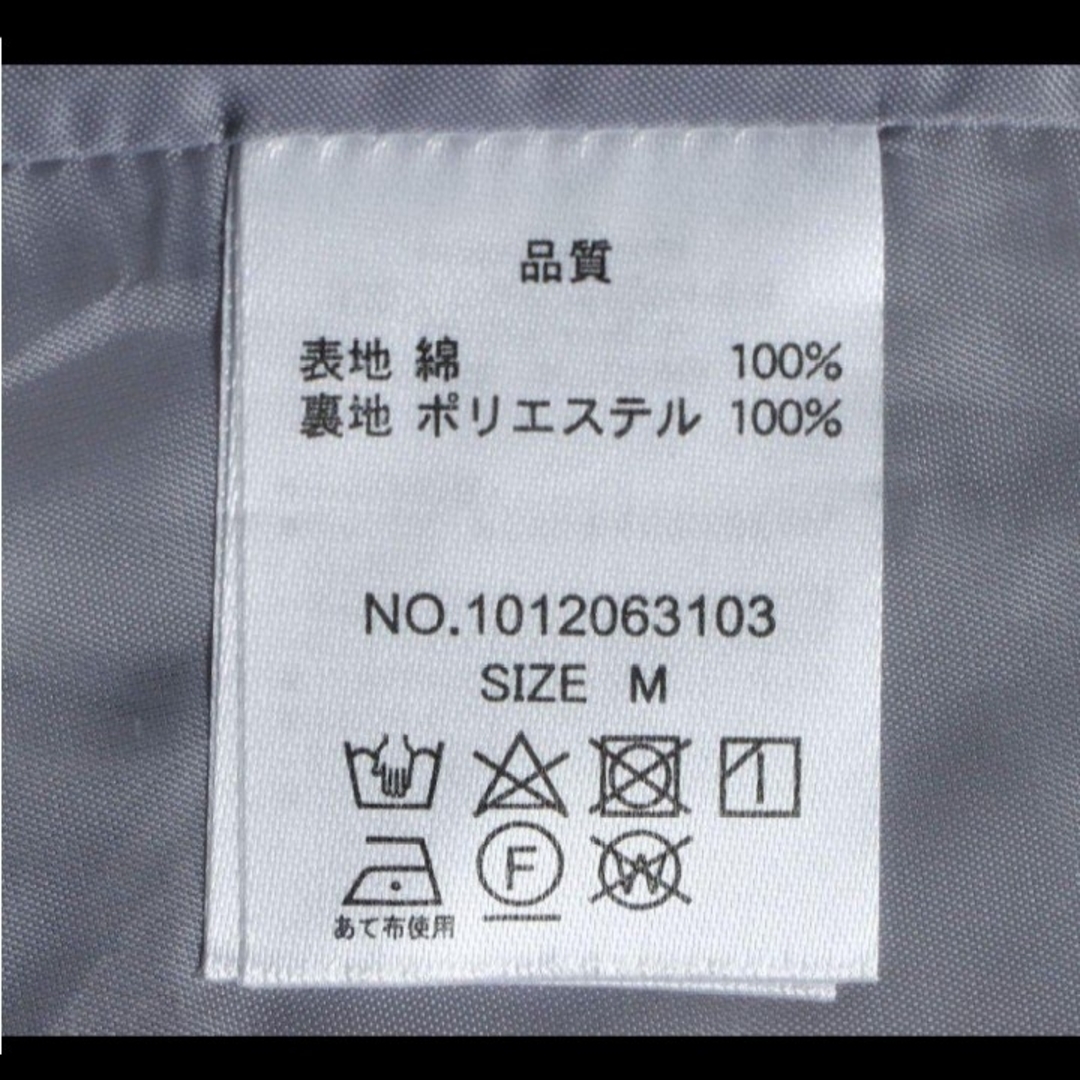 品質
表地 綿 100%
裏地 ポリエステル 100%
NO.1012063103
SIZE M
F
W
あて布使用